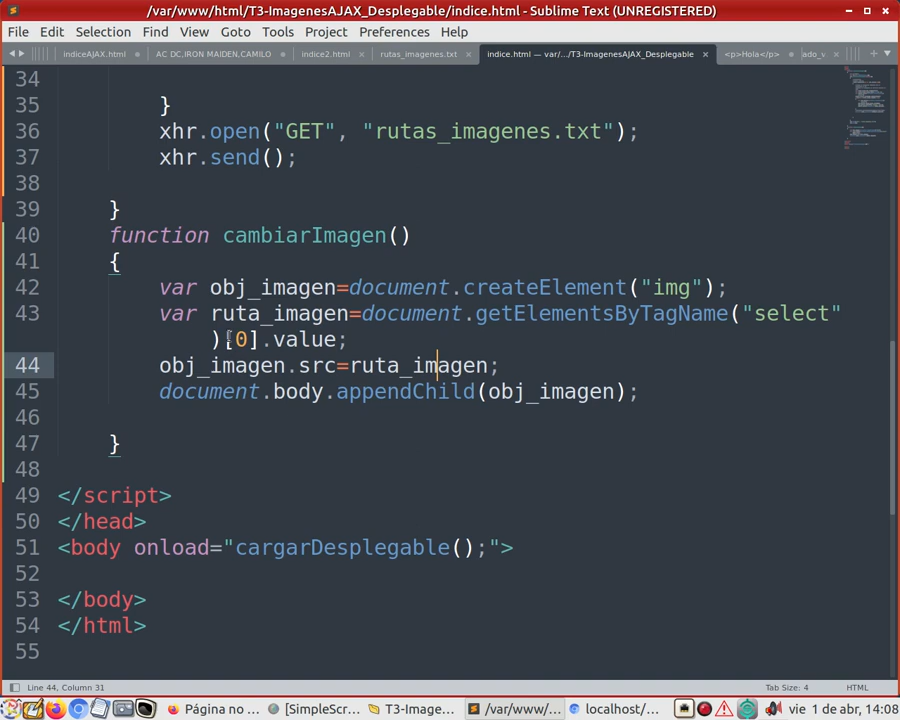 /var/www/html/T3-ImagenesAJAX_Desplegable/indice.html - Sublime Text (UNREGISTERED)
File Edit Selection View Goto Tools Project Preferences Help
indiceAJAX.html AC DC,IRON MAIDEN,CAMILO indice2.html rutas_imagenes.txt indice.html — var/.../T3-ImagenesAJAX_Desplegable <p>Hola</p> ado_v
34
35 }
36 xhr.open("GET", "rutas_imagenes.txt");
37 xhr.send();
38
39 }
40 function cambiarImagen()
41 {
42 var obj_imagen=document.createElement("img");
43 var ruta_imagen=document.getElementsByTagName("select"
)[0].value;
44 obj_imagen.src=ruta_imagen;
45 document.body.appendChild(obj_imagen);
46
47 }
48
49 </script>
50 </head>
51 <body onload="cargarDesplegable();">
52
53 </body>
54 </html>
55
Line 44, Column 31 Tab Size: 4 HTML
Página no ... [SimpleScr... T3-Image... /var/www/... localhost/... vie 1 de abr, 14:08